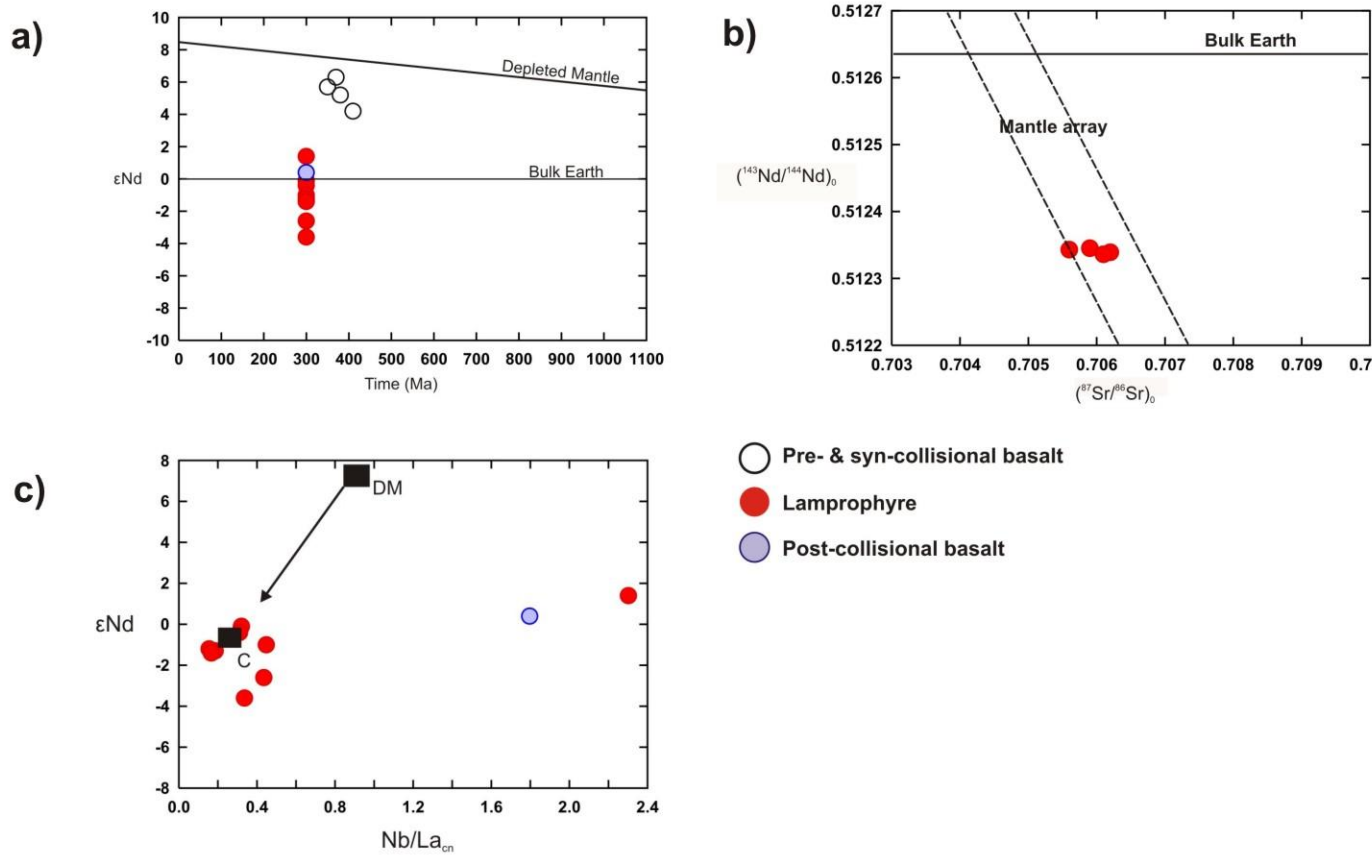 a)
10
8
6
4
2
0
-2
-4
-6
-8
-10
εNd
Depleted Mantle
Bulk Earth
0 100 200 300 400 500 600 700 800 900 1000 1100
Time (Ma)
b)
0.5127
0.5126
0.5125
0.5124
0.5123
0.5122
(¹⁴³Nd/¹⁴⁴Nd)₀
Bulk Earth
Mantle array
0.703 0.704 0.705 0.706 0.707 0.708 0.709 0.7
(⁸⁷Sr/⁸⁶Sr)₀
c)
8
6
4
2
0
-2
-4
-6
-8
εNd
DM
C
0.0 0.4 0.8 1.2 1.6 2.0 2.4
Nb/Laₒₙ
Pre- & syn-collisional basalt
Lamprophyre
Post-collisional basalt